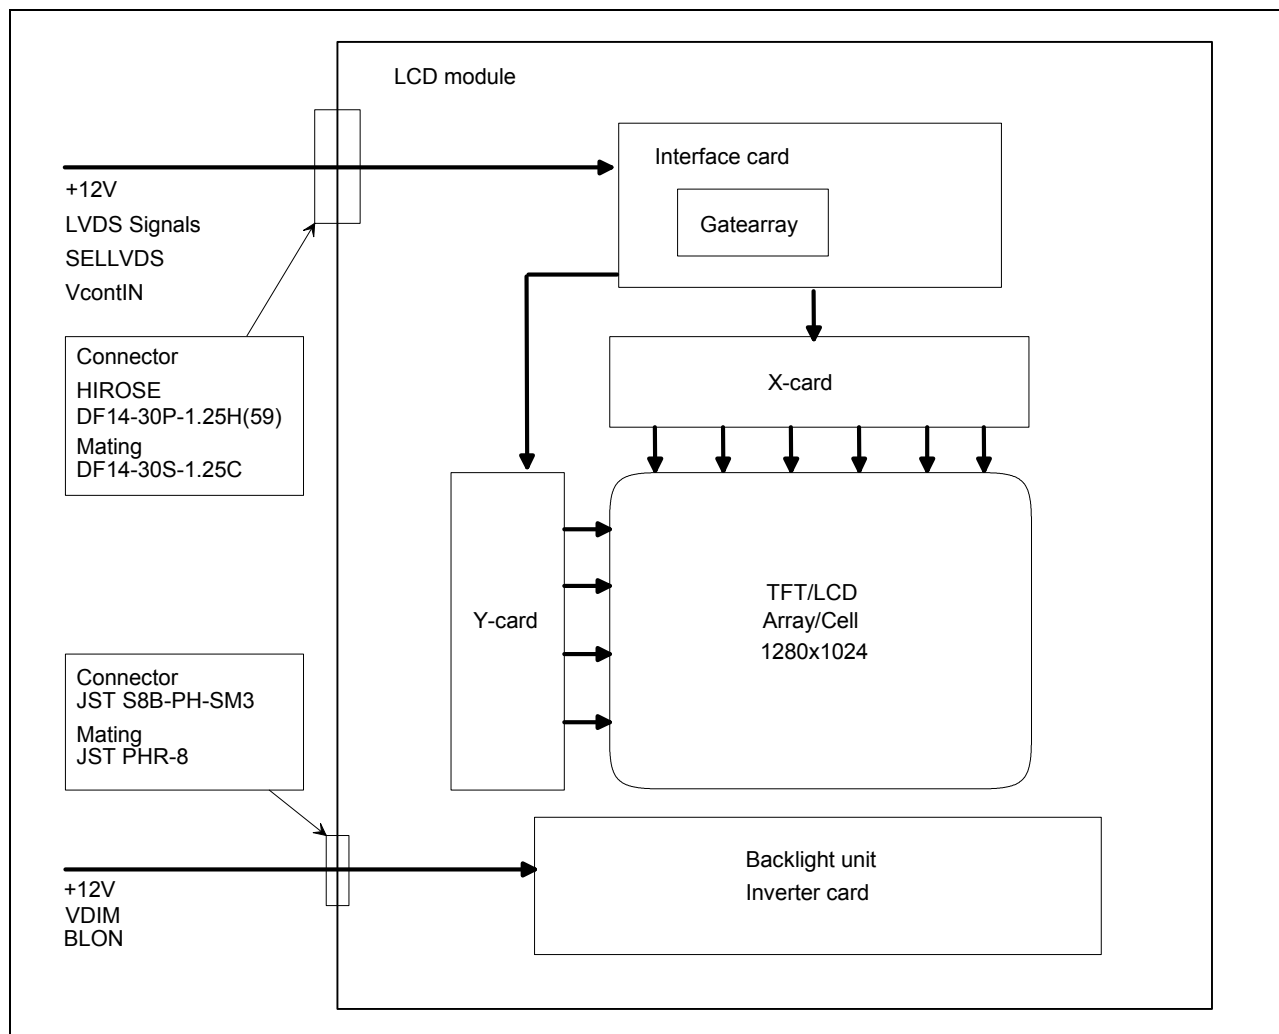 LCD module
Interface card
Gatearray
+12V
LVDS Signals
SELLVDS
VcontIN
Connector
HIROSE
DF14-30P-1.25H(59)
Mating
DF14-30S-1.25C
X-card
Y-card
TFT/LCD
Array/Cell
1280x1024
Connector
JST S8B-PH-SM3
Mating
JST PHR-8
+12V
VDIM
BLON
Backlight unit
Inverter card